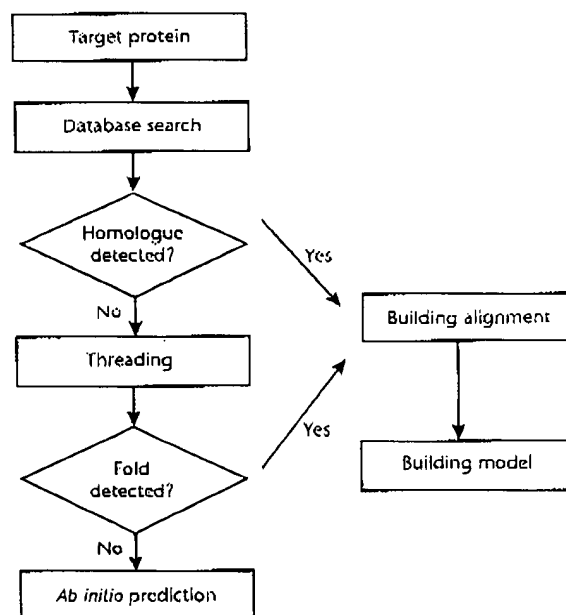 Target protein
Database search
Homologue
detected?
Yes
No
Building alignment
Threading
Yes
Fold
detected?
Building model
No
Ab initio prediction